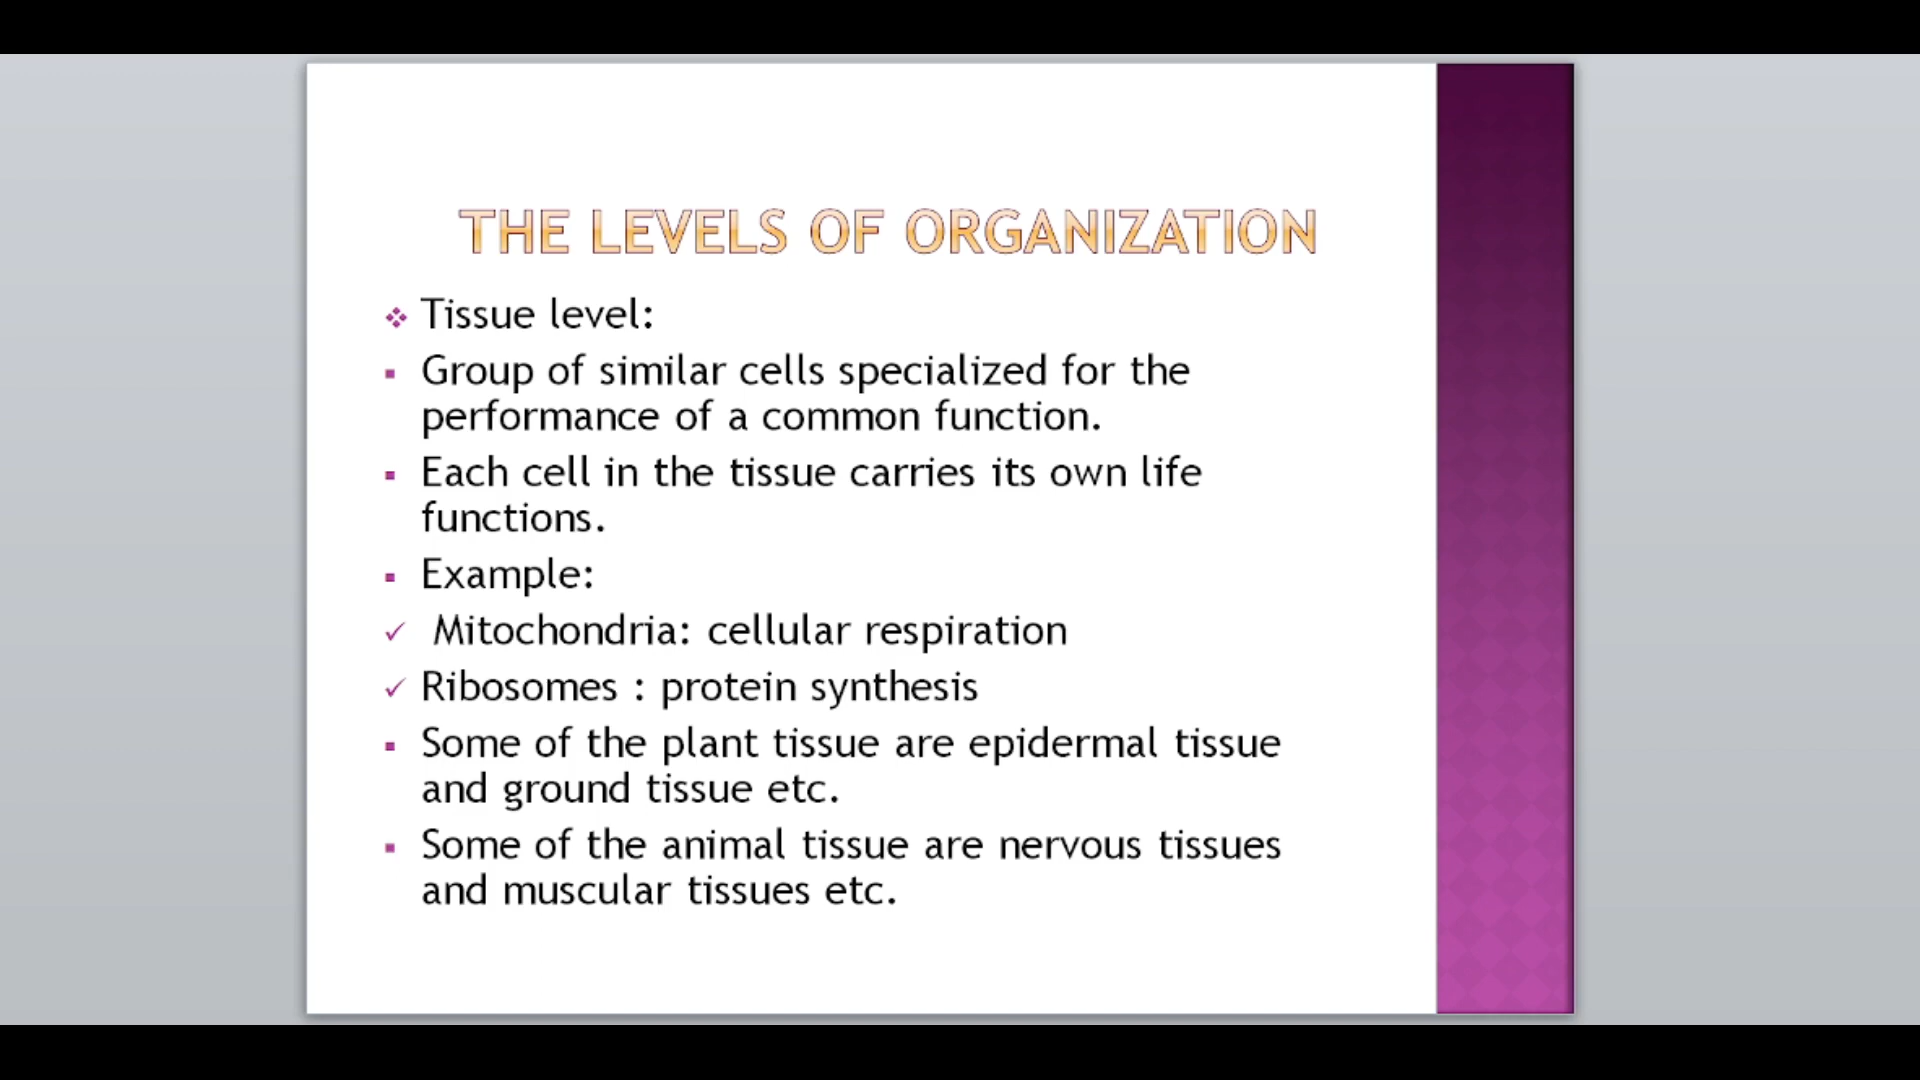 THE LEVELS OF ORGANIZATION
❖ Tissue level:
▪ Group of similar cells specialized for the
performance of a common function.
▪ Each cell in the tissue carries its own life
functions.
▪ Example:
✓ Mitochondria: cellular respiration
✓ Ribosomes : protein synthesis
▪ Some of the plant tissue are epidermal tissue
and ground tissue etc.
▪ Some of the animal tissue are nervous tissues
and muscular tissues etc.